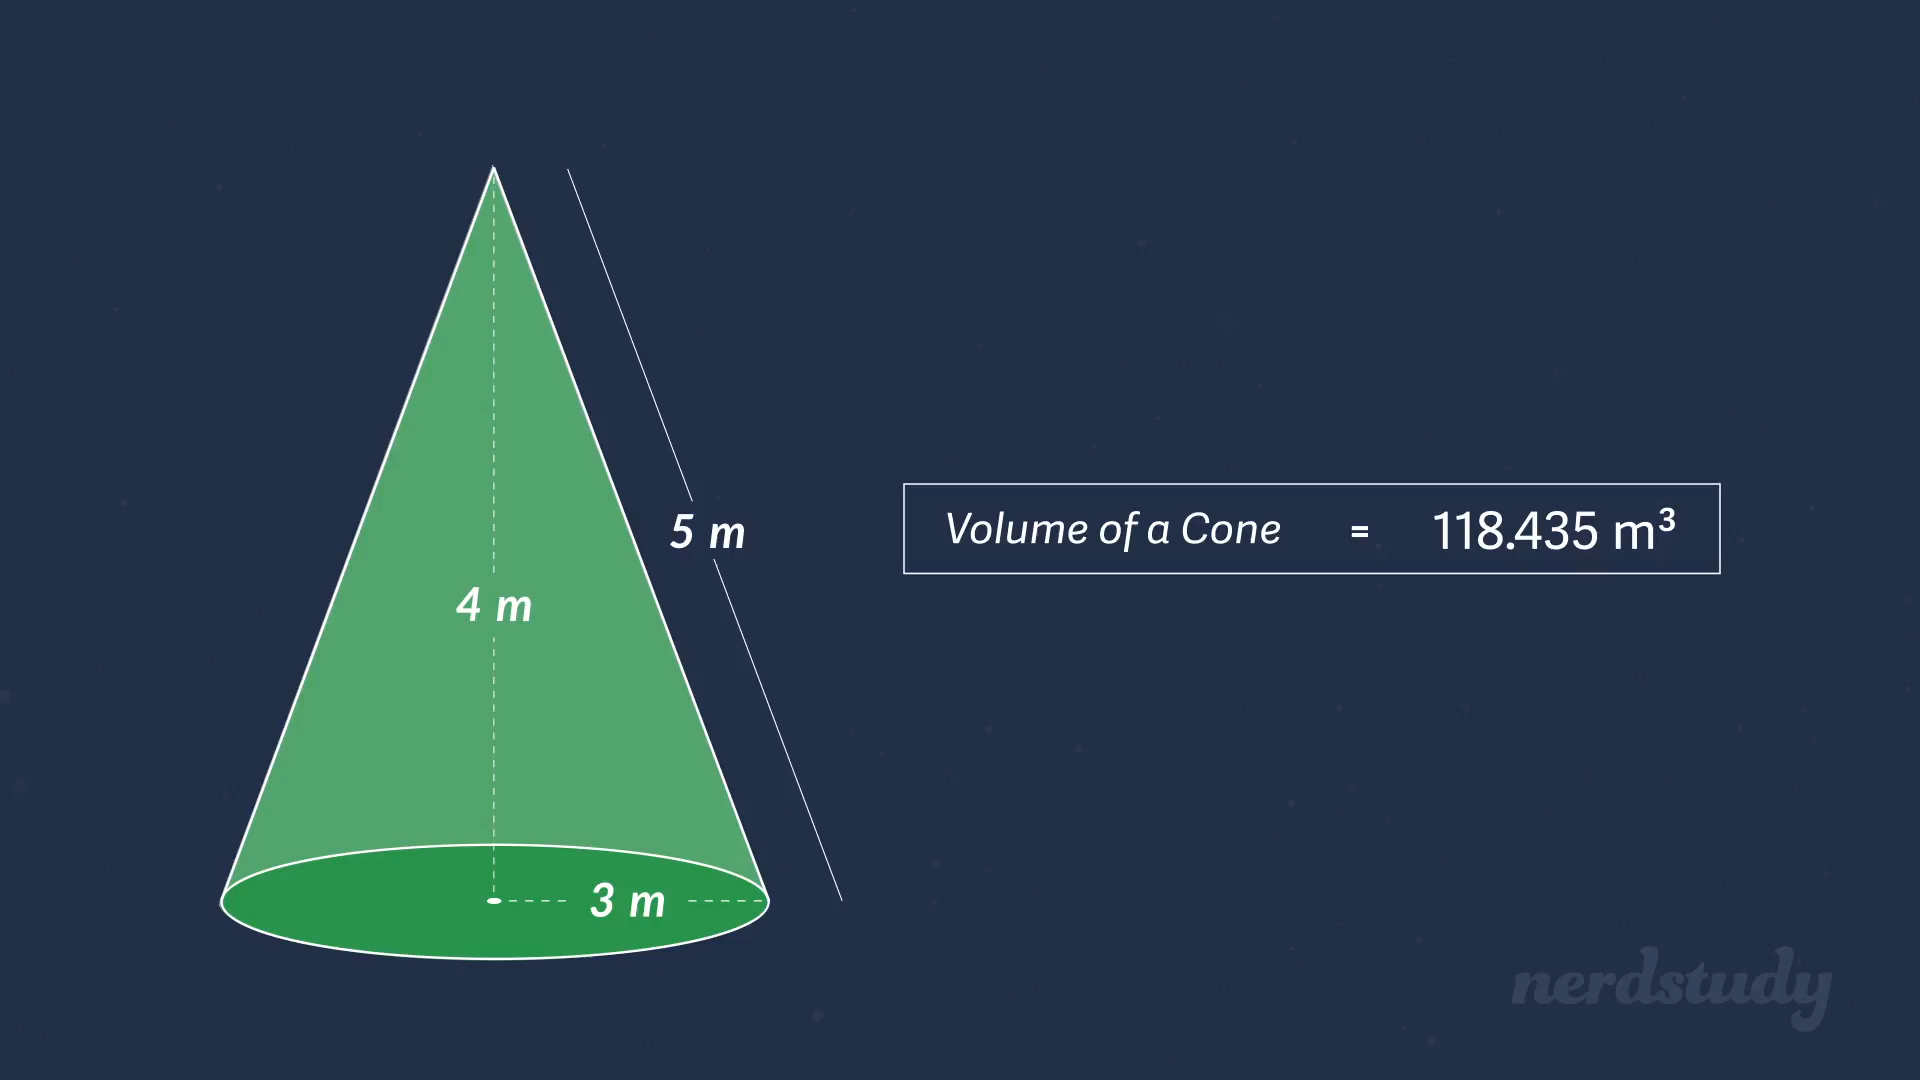 5 m
Volume of a Cone = 118.435 m³
4 m
3 m
nerdstudy